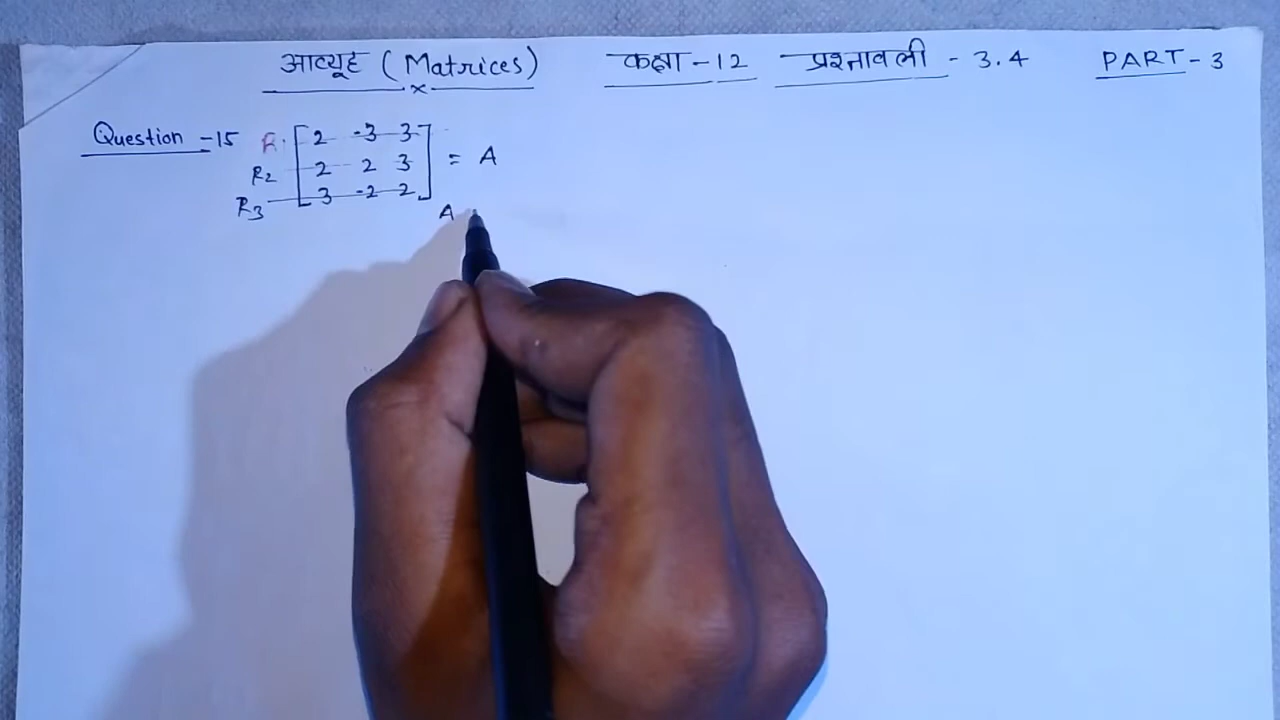 आव्यूह (Matrices) कक्षा-12 प्रश्नावली - 3.4 PART-3
x
Question -15 R1 [2 -3 3]
R2 [2 2 3] = A
R3 [3 -2 2]
A